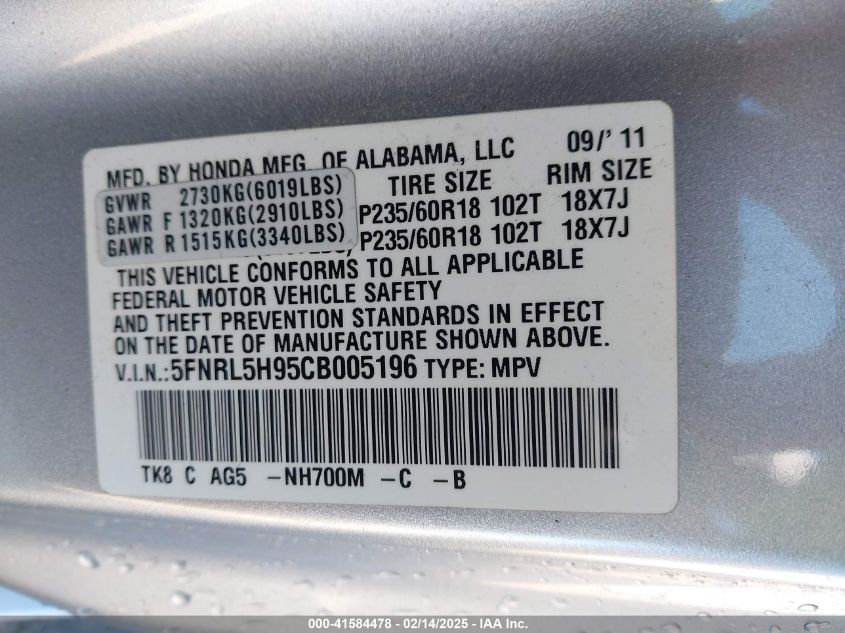 MFD. BY HONDA MFG. OF ALABAMA, LLC 09/' 11
TIRE SIZE RIM SIZE
GVWR 2730KG(6019LBS)
GAWR F 1320KG(2910LBS) P235/60R18 102T 18X7J
GAWR R 1515KG(3340LBS) P235/60R18 102T 18X7J
THIS VEHICLE CONFORMS TO ALL APPLICABLE
FEDERAL MOTOR VEHICLE SAFETY
AND THEFT PREVENTION STANDARDS IN EFFECT
ON THE DATE OF MANUFACTURE SHOWN ABOVE.
V.I.N.:5FNRL5H95CB005196 TYPE: MPV
TK8 C AG5 -NH700M -C -B
000-41584478 - 02/14/2025 - IAAI Inc.